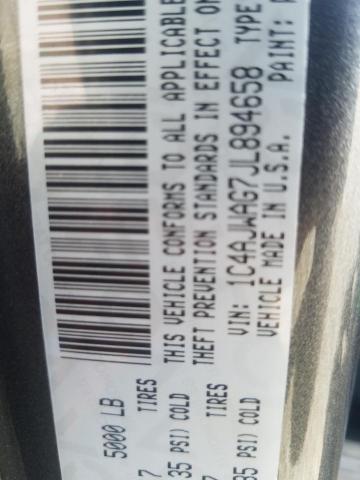 5000 LB
7 TIRES
35 PSI) COLD
THIS VEHICLE CONFORMS TO ALL APPLICABLE
THEFT PREVENTION STANDARDS IN EFFECT ON
VIN: 1C4AJWAG7JL894658 TYPE
VEHICLE MADE IN U.S.A. PAINT:
7 TIRES
35 PSI) COLD